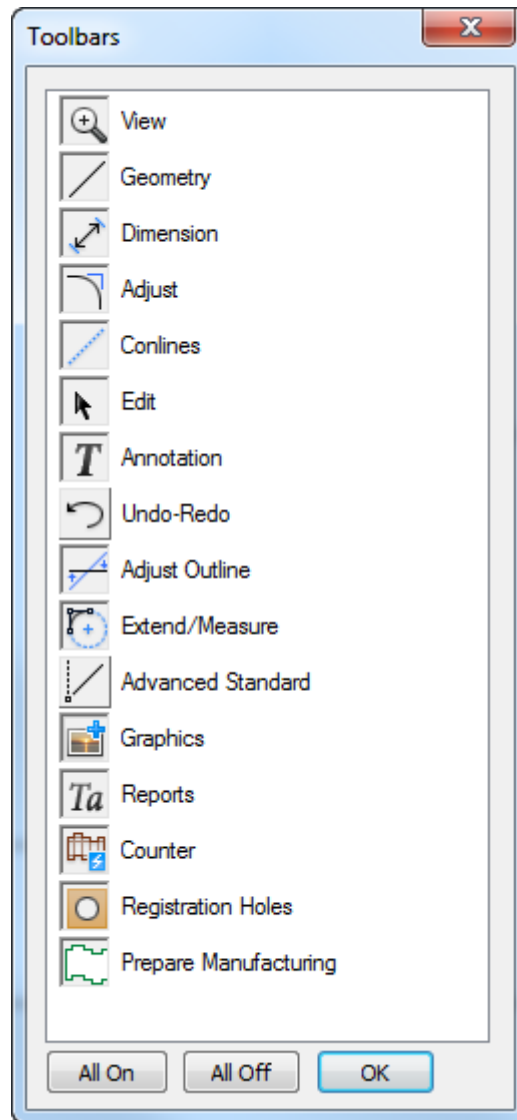 Toolbars
View
Geometry
Dimension
Adjust
Conlines
Edit
T Annotation
Undo-Redo
Adjust Outline
Extend/Measure
Advanced Standard
Graphics
Ta Reports
Counter
Registration Holes
Prepare Manufacturing
All On All Off OK